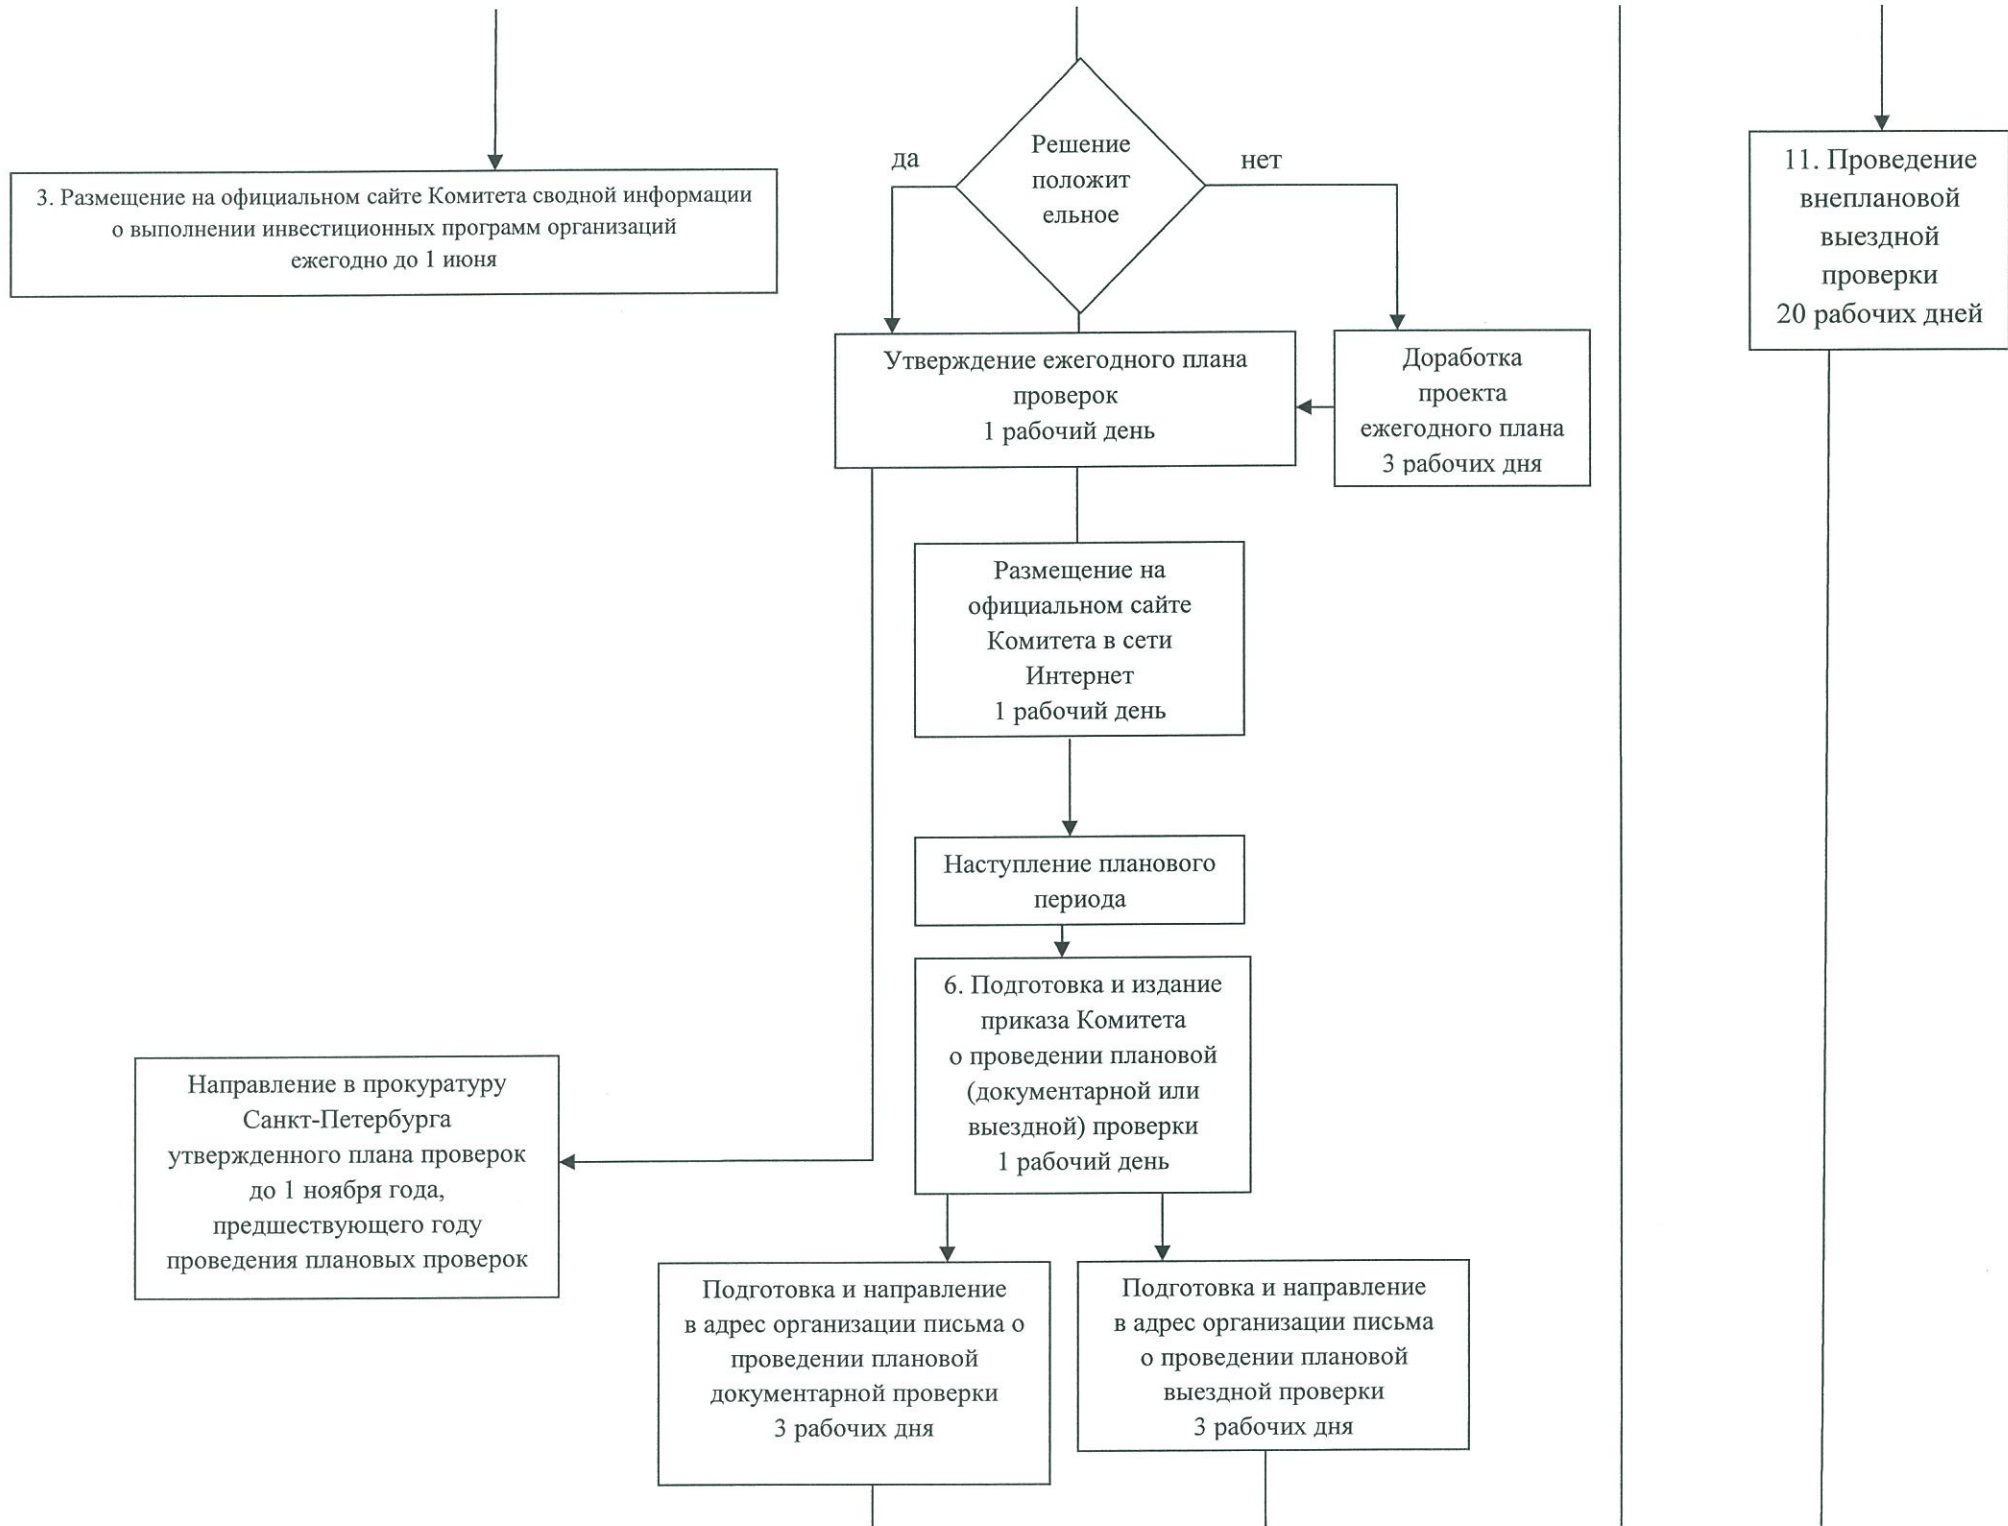 да
Решение
положит
ельное
нет
3. Размещение на официальном сайте Комитета сводной информации
о выполнении инвестиционных программ организаций
ежегодно до 1 июня
11. Проведение
внеплановой
выездной
проверки
20 рабочих дней
Утверждение ежегодного плана
проверок
1 рабочий день
Доработка
проекта
ежегодного плана
3 рабочих дня
Размещение на
официальном сайте
Комитета в сети
Интернет
1 рабочий день
Наступление планового
периода
6. Подготовка и издание
приказа Комитета
о проведении плановой
(документарной или
выездной) проверки
1 рабочий день
Направление в прокуратуру
Санкт-Петербурга
утвержденного плана проверок
до 1 ноября года,
предшествующего году
проведения плановых проверок
Подготовка и направление
в адрес организации письма о
проведении плановой
документарной проверки
3 рабочих дня
Подготовка и направление
в адрес организации письма
о проведении плановой
выездной проверки
3 рабочих дня